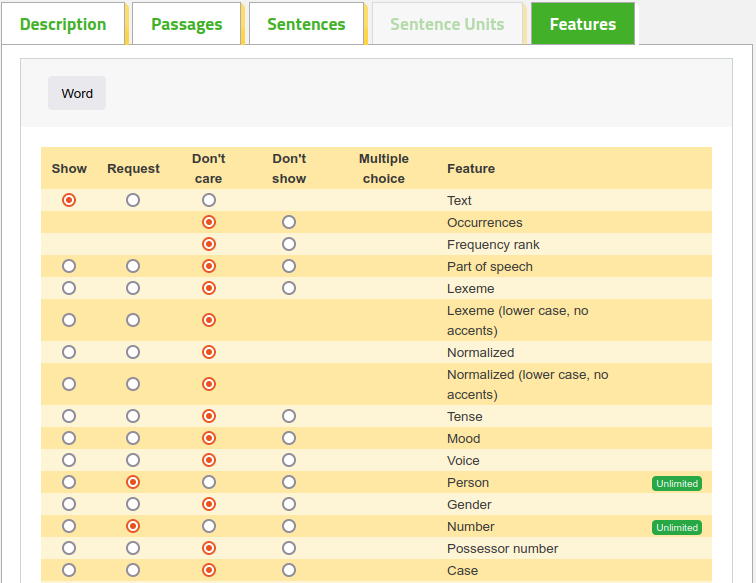 Description Passages Sentences Sentence Units Features
Word
Show Request Don't care Don't show Multiple choice Feature
Text
Occurrences
Frequency rank
Part of speech
Lexeme
Lexeme (lower case, no
accents)
Normalized
Normalized (lower case, no
accents)
Tense
Mood
Voice
Person Unlimited
Gender
Number Unlimited
Possessor number
Case